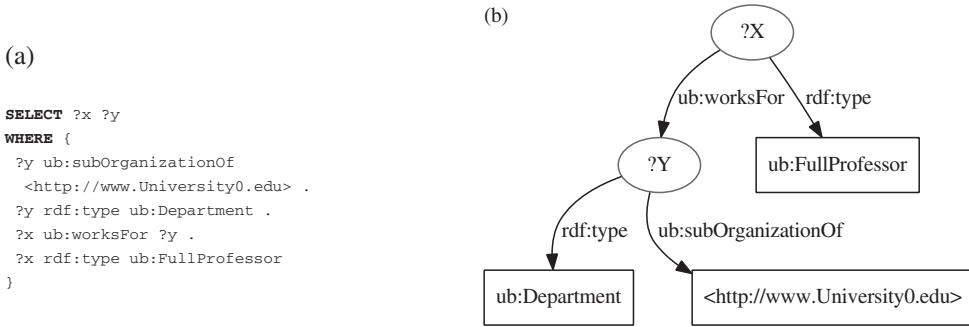 (a)
SELECT ?x ?y
WHERE {
?y ub:subOrganizationOf
<http://www.University0.edu> .
?y rdf:type ub:Department .
?x ub:worksFor ?y .
?x rdf:type ub:FullProfessor
}
(b)
?X
ub:worksFor
rdf:type
?Y
ub:FullProfessor
rdf:type
ub:subOrganizationOf
ub:Department
<http://www.University0.edu>